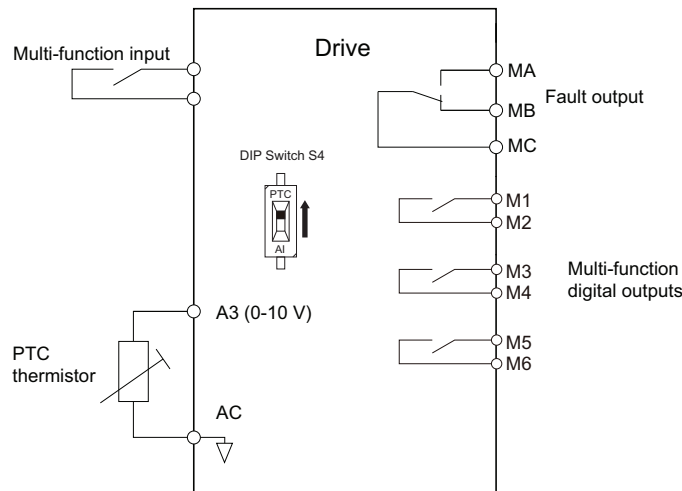 Drive
Multi-function input
MA
Fault output
MB
MC
DIP Switch S4
PTC
AI
M1
M2
M3
M4
Multi-function
digital outputs
M5
M6
A3 (0-10 V)
PTC
thermistor
AC